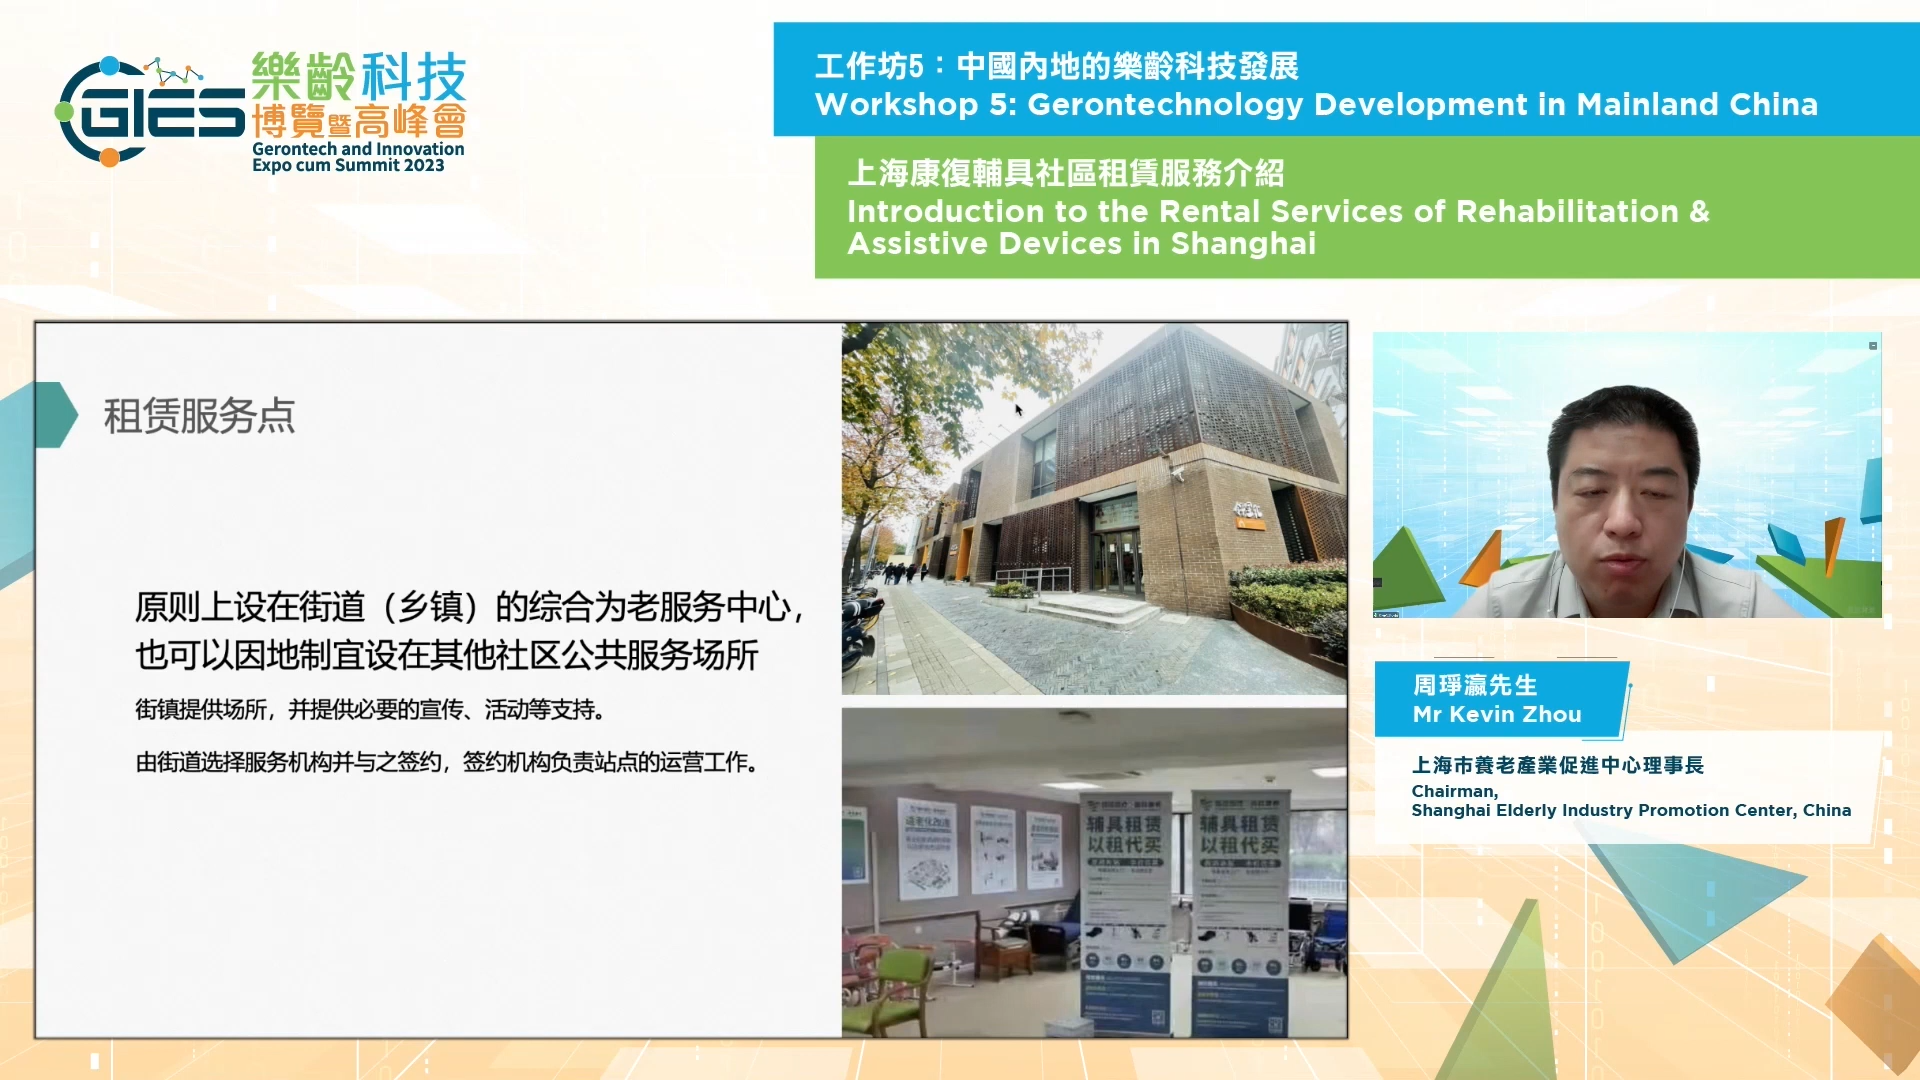 GIES
樂齡科技
博覽暨高峰會
Gerontech and Innovation
Expo cum Summit 2023
工作坊5：中國內地的樂齡科技發展
Workshop 5: Gerontechnology Development in Mainland China
上海康復輔具社區租賃服務介紹
Introduction to the Rental Services of Rehabilitation &
Assistive Devices in Shanghai
租赁服务点
原则上设在街道（乡镇）的综合为老服务中心，
也可以因地制宜设在其他社区公共服务场所
街镇提供场所，并提供必要的宣传、活动等支持。
由街道选择服务机构并与之签约，签约机构负责站点的运营工作。
适老化改造
辅具租赁
以租代买
辅具租赁
以租代买
周琤瀛先生
Mr Kevin Zhou
上海市養老產業促進中心理事長
Chairman,
Shanghai Elderly Industry Promotion Center, China